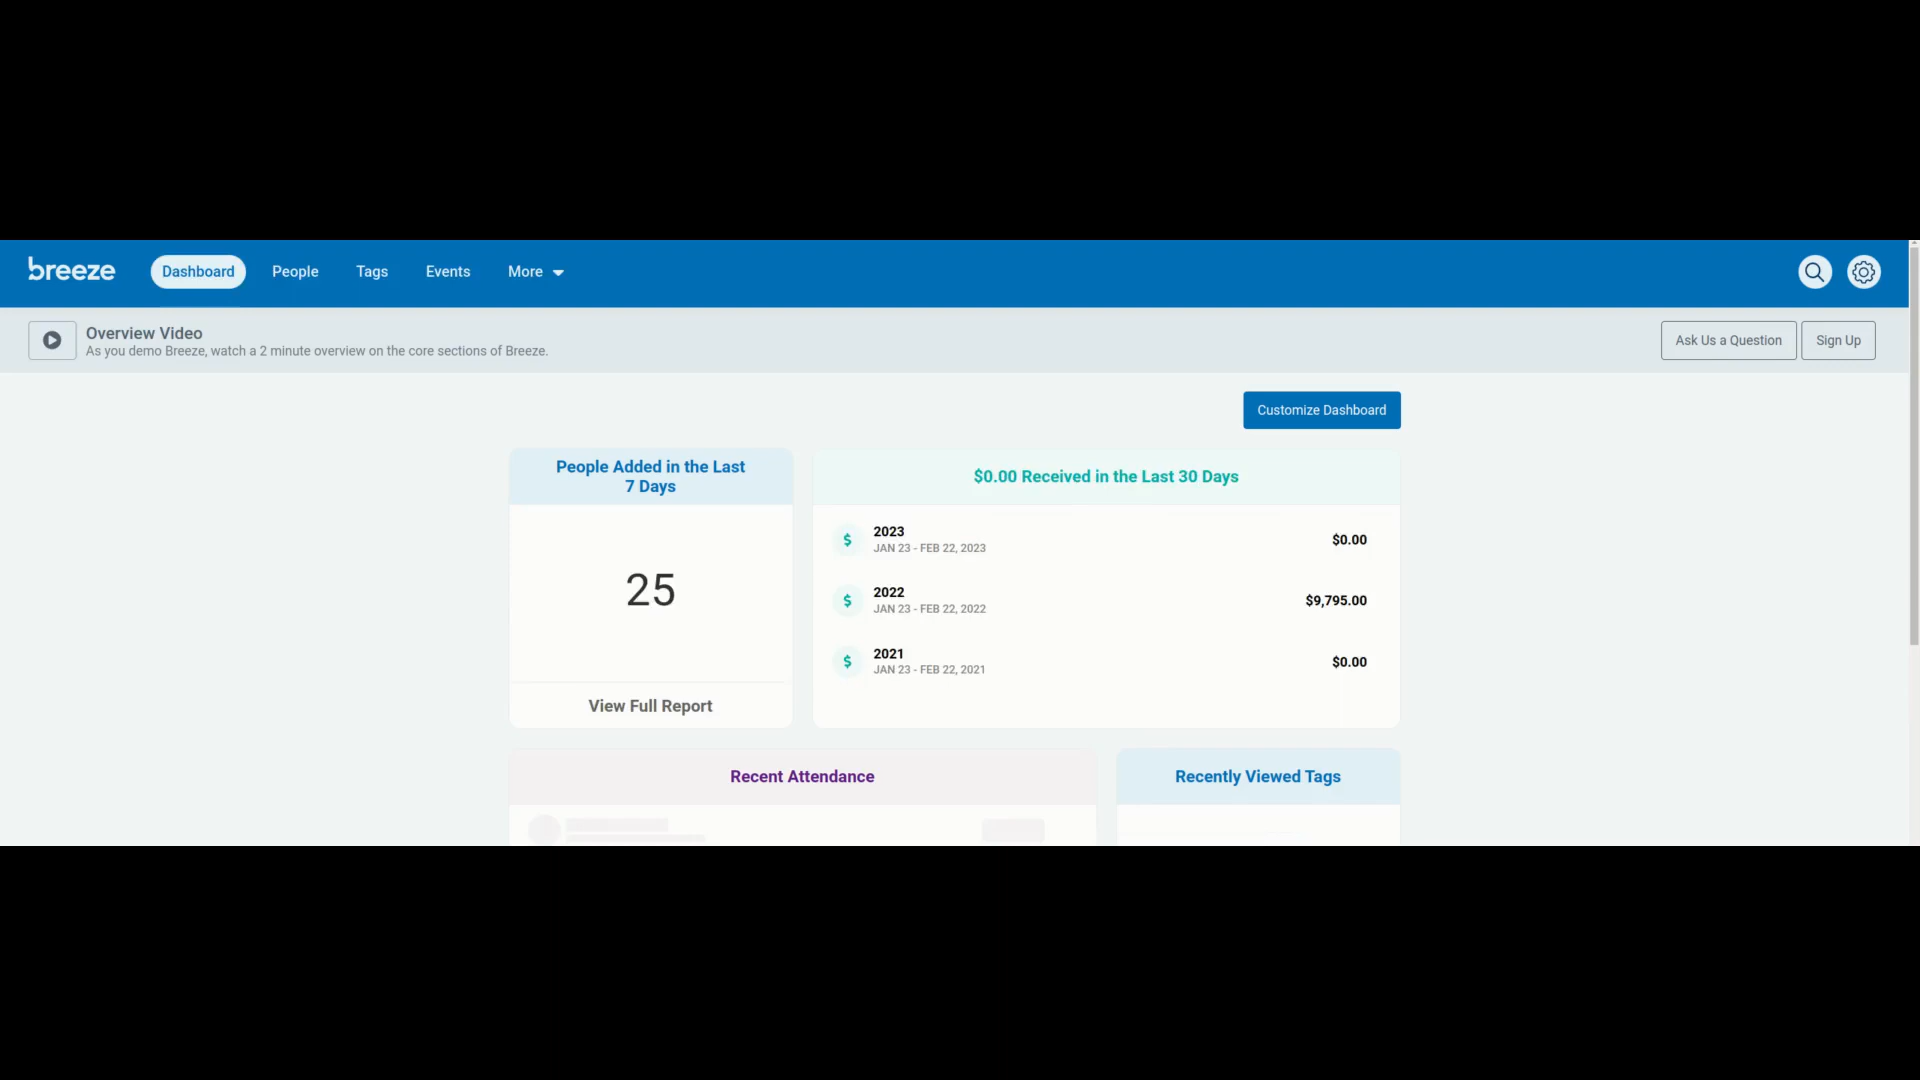 breeze
Dashboard
People
Tags
Events
More
Overview Video
As you demo Breeze, watch a 2 minute overview on the core sections of Breeze.
Ask Us a Question
Sign Up
Customize Dashboard
People Added in the Last
7 Days
25
View Full Report
$0.00 Received in the Last 30 Days
$
2023
JAN 23 - FEB 22, 2023
$0.00
$
2022
JAN 23 - FEB 22, 2022
$9,795.00
$
2021
JAN 23 - FEB 22, 2021
$0.00
Recent Attendance
Recently Viewed Tags